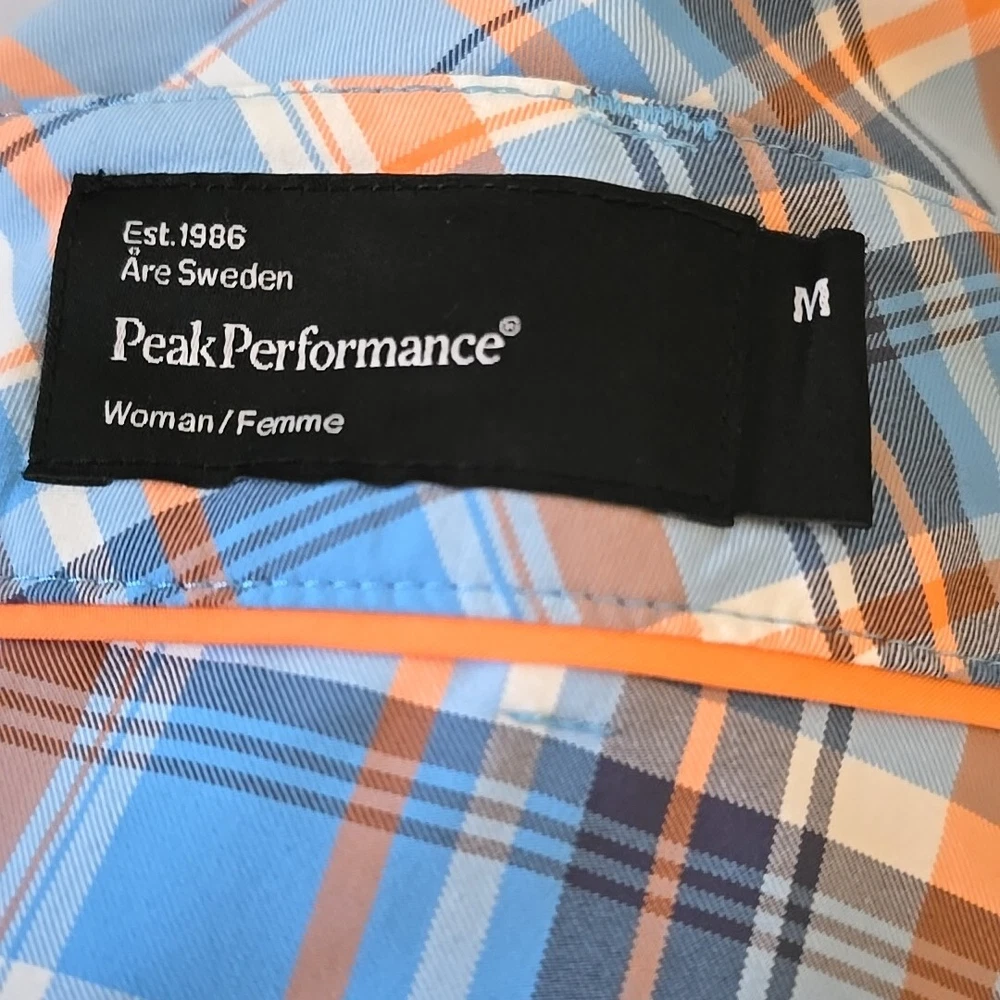 Est.1986
Åre Sweden
PeakPerformance®
Woman/Femme
M